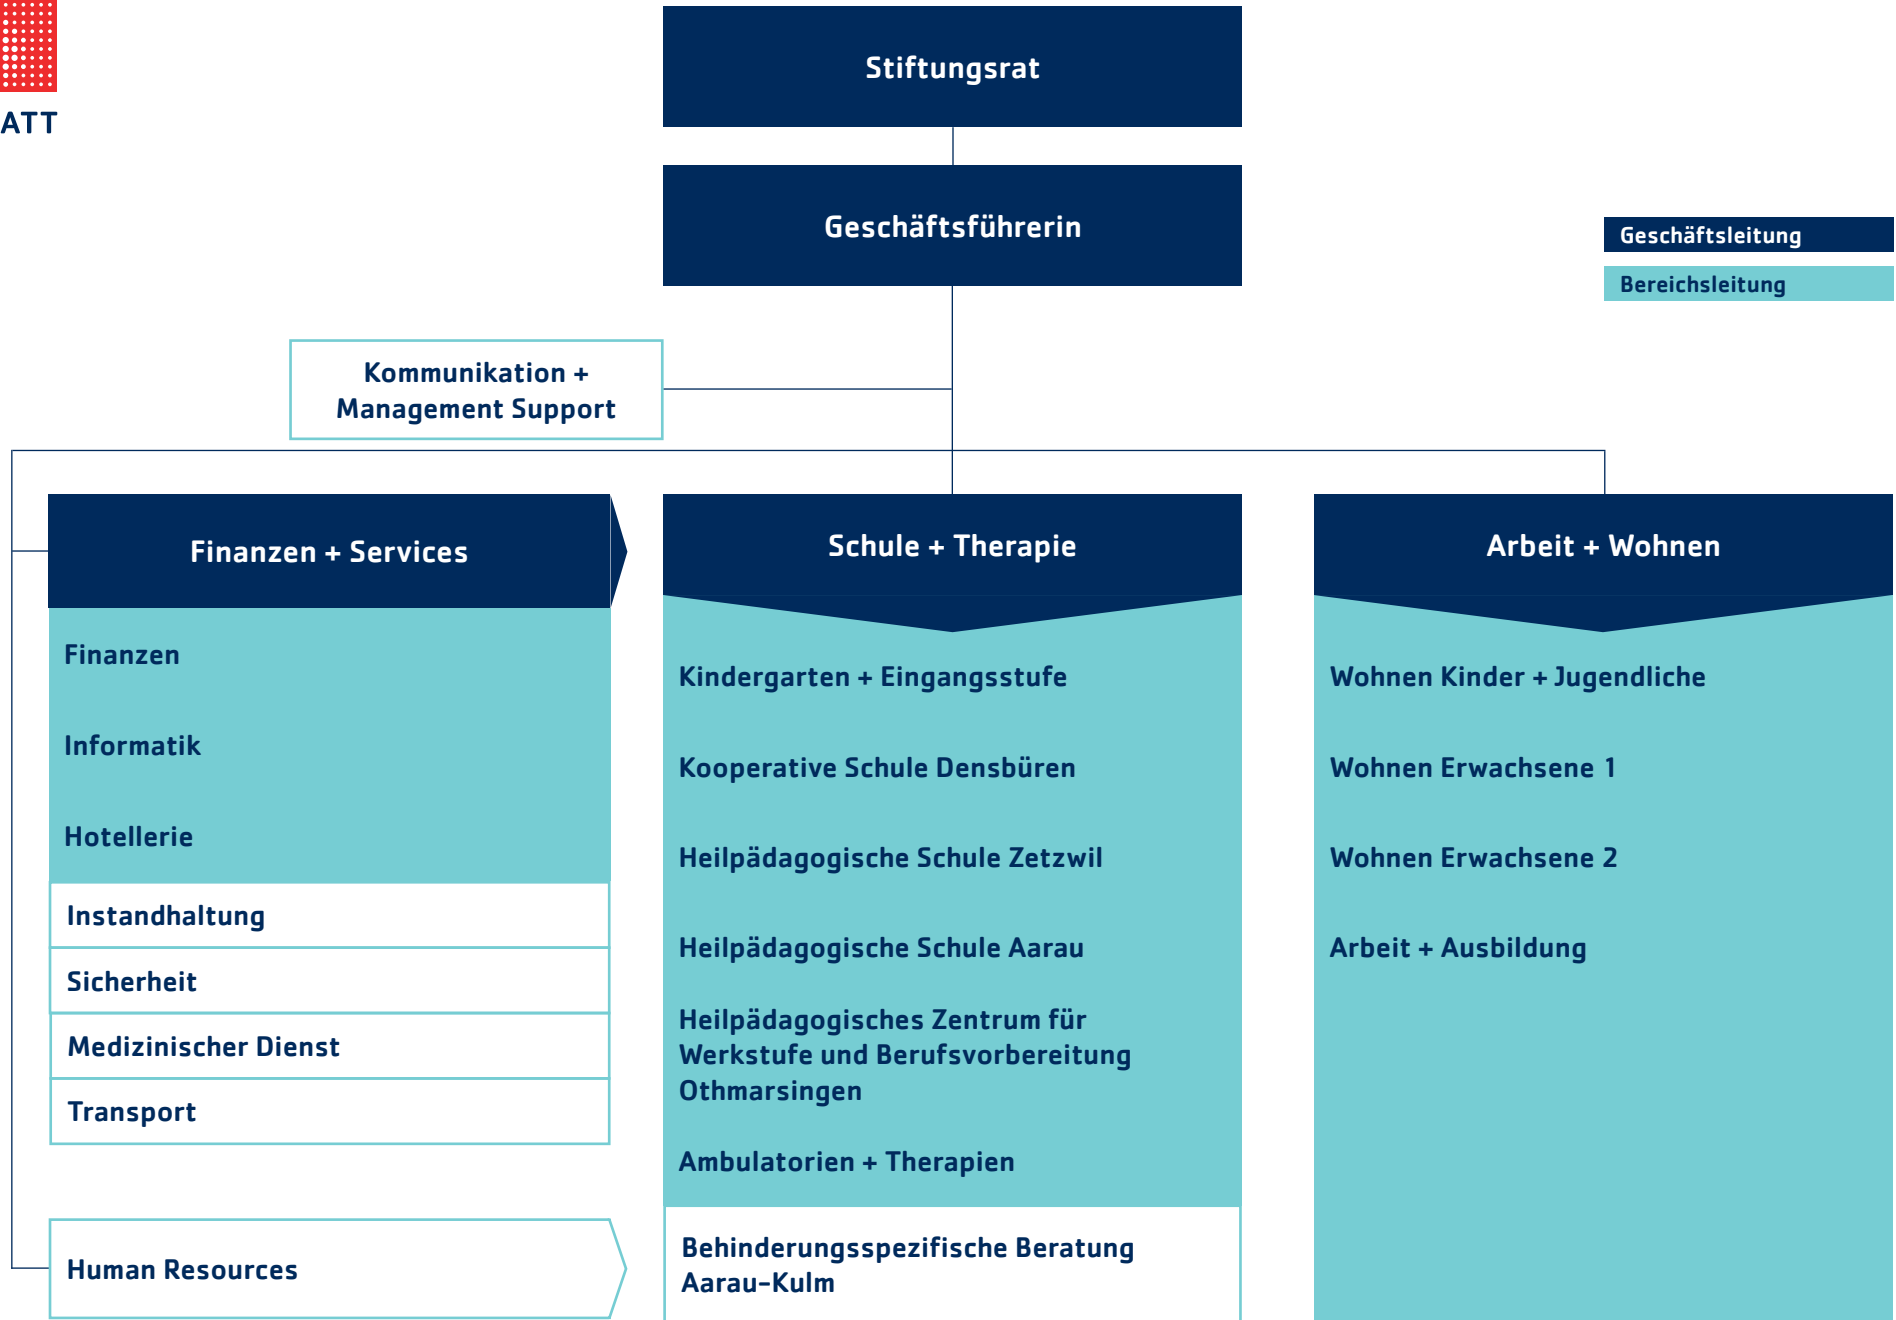 ATT
Stiftungsrat
Geschäftsführerin
Geschäftsleitung
Bereichsleitung
Kommunikation +
Management Support
Finanzen + Services
Finanzen
Informatik
Hotellerie
Instandhaltung
Sicherheit
Medizinischer Dienst
Transport
Human Resources
Schule + Therapie
Kindergarten + Eingangsstufe
Kooperative Schule Densbüren
Heilpädagogische Schule Zetzwil
Heilpädagogische Schule Aarau
Heilpädagogisches Zentrum für
Werkstufe und Berufsvorbereitung
Othmarsingen
Ambulatorien + Therapien
Behinderungsspezifische Beratung
Aarau-Kulm
Arbeit + Wohnen
Wohnen Kinder + Jugendliche
Wohnen Erwachsene 1
Wohnen Erwachsene 2
Arbeit + Ausbildung